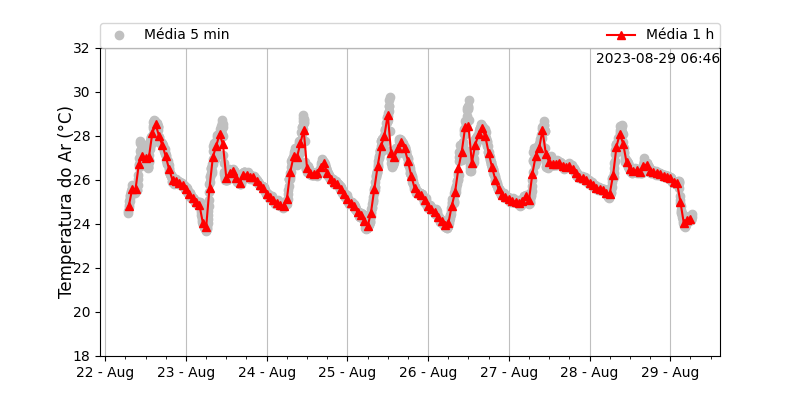 Média 5 min
Média 1 h
2023-08-29 06:46
Temperatura do Ar (°C)
32
30
28
26
24
22
20
18
22 - Aug
23 - Aug
24 - Aug
25 - Aug
26 - Aug
27 - Aug
28 - Aug
29 - Aug